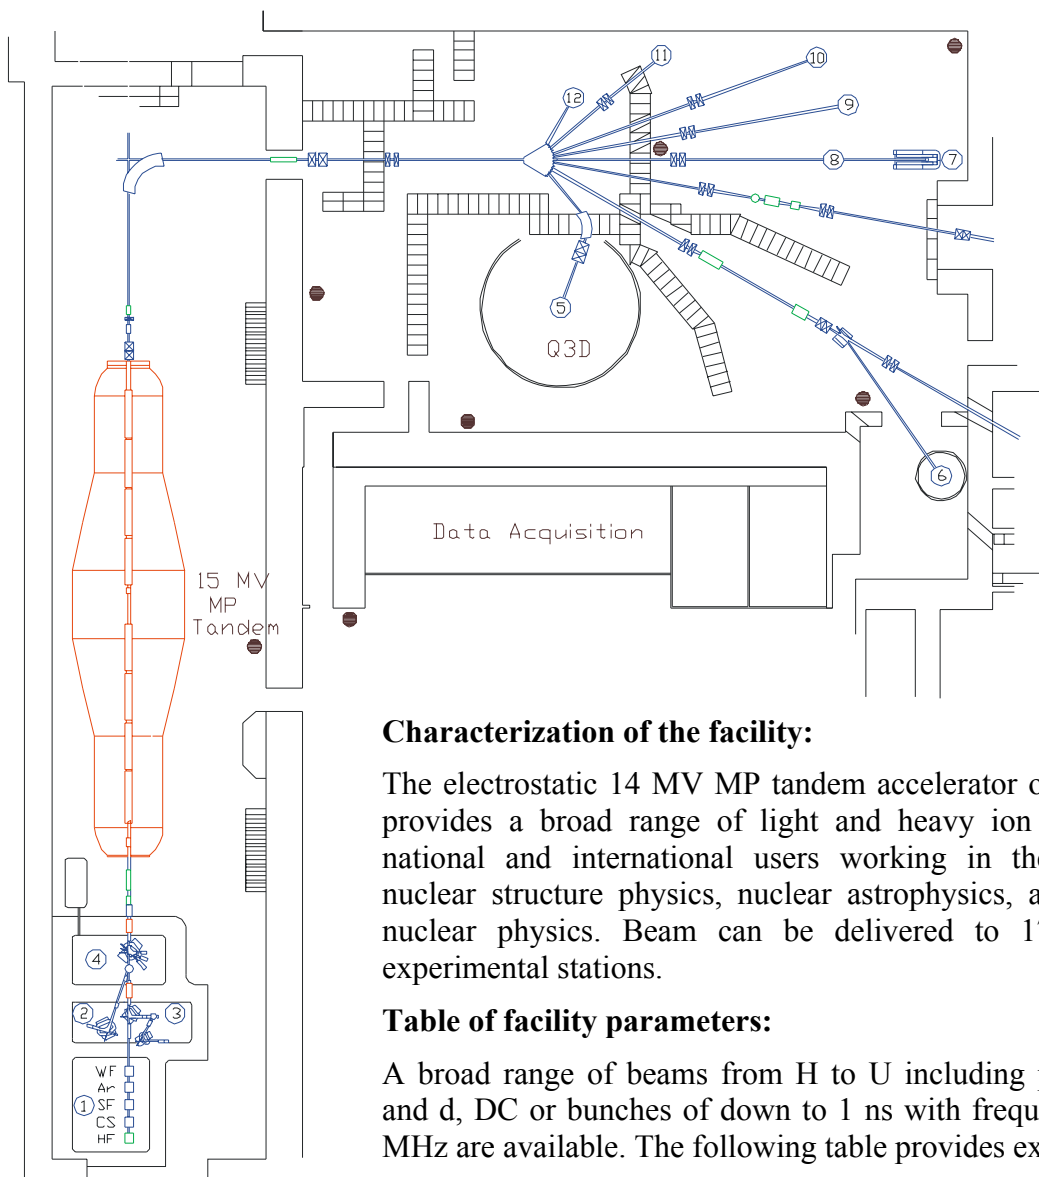 11
10
12
9
8
7
5
Q3D
6
Data Acquisition
15 MV
MP
Tandem
4
2
3
WF
Ar
1
SF
CS
HF
Characterization of the facility:
The electrostatic 14 MV MP tandem accelerator
provides a broad range of light and heavy ion
national and international users working in
nuclear structure physics, nuclear astrophysics,
nuclear physics. Beam can be delivered to
experimental stations.
Table of facility parameters:
A broad range of beams from H to U including
and d, DC or bunches of down to 1 ns with
MHz are available. The following table provides